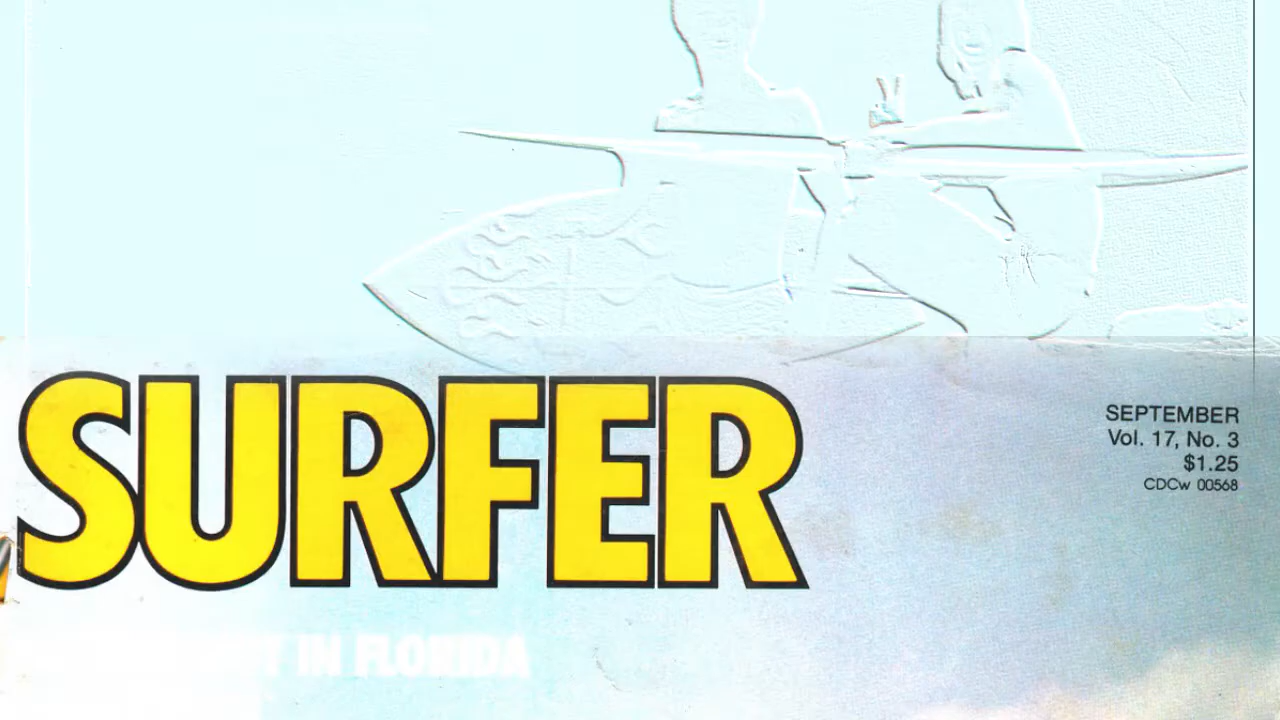 SURFER
SEPTEMBER
Vol. 17, No. 3
$1.25
CDCw 00568
IN FLORIDA